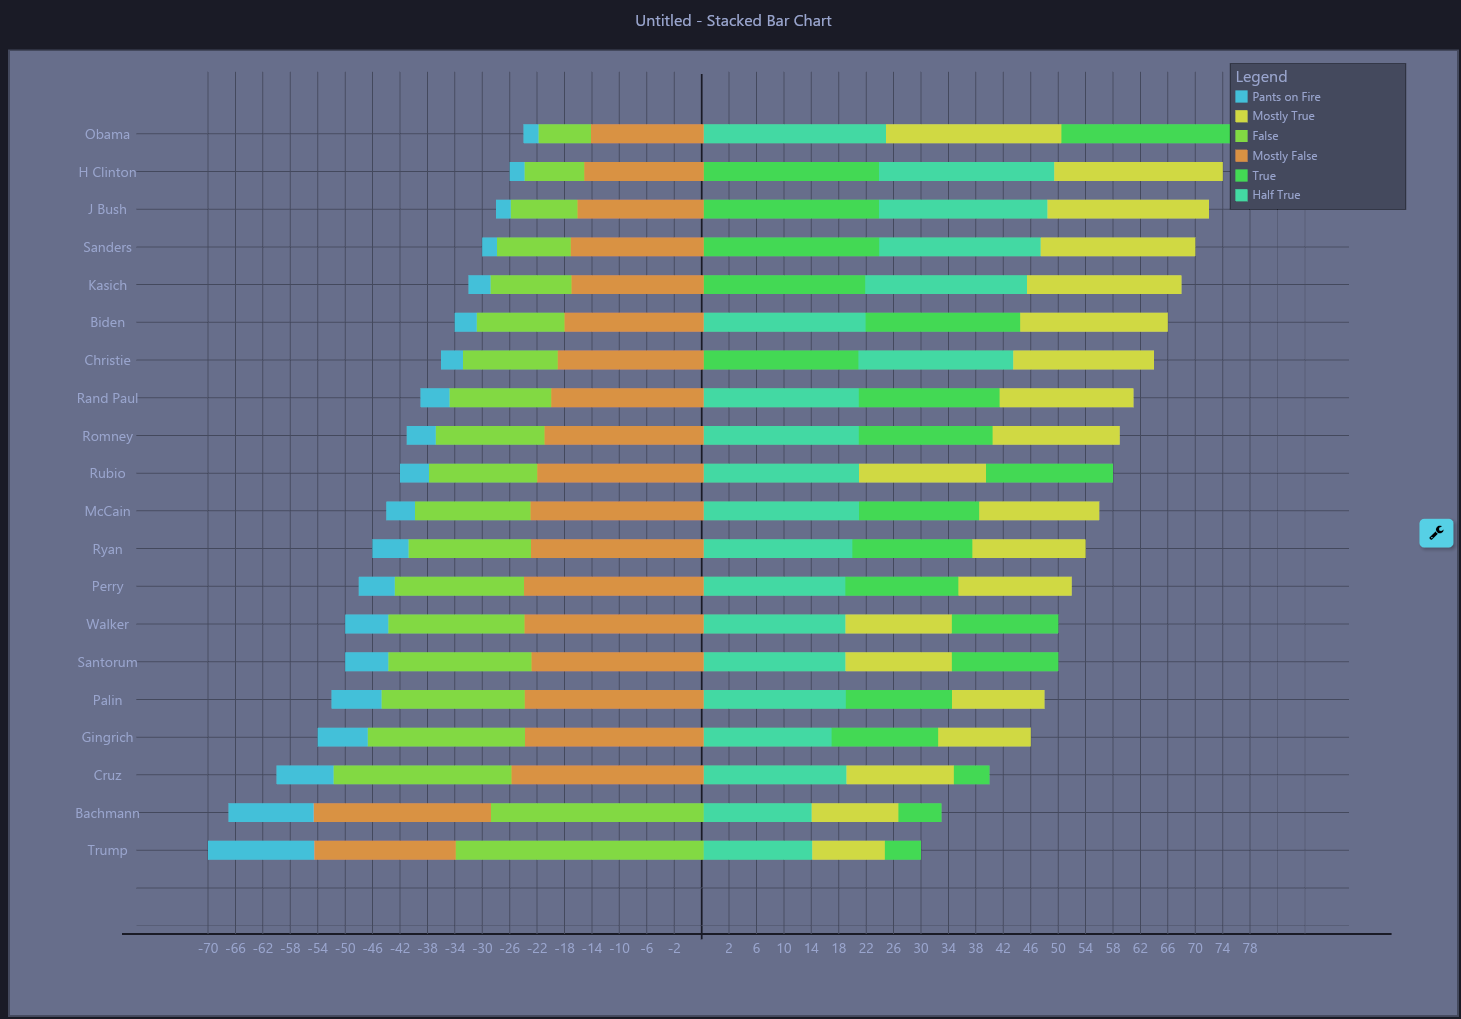 Untitled - Stacked Bar Chart
Legend
Pants on Fire
Mostly True
False
Mostly False
True
Half True
Obama
H Clinton
J Bush
Sanders
Kasich
Biden
Christie
Rand Paul
Romney
Rubio
McCain
Ryan
Perry
Walker
Santorum
Palin
Gingrich
Cruz
Bachmann
Trump
-70 -66 -62 -58 -54 -50 -46 -42 -38 -34 -30 -26 -22 -18 -14 -10 -6 -2 2 6 10 14 18 22 26 30 34 38 42 46 50 54 58 62 66 70 74 78